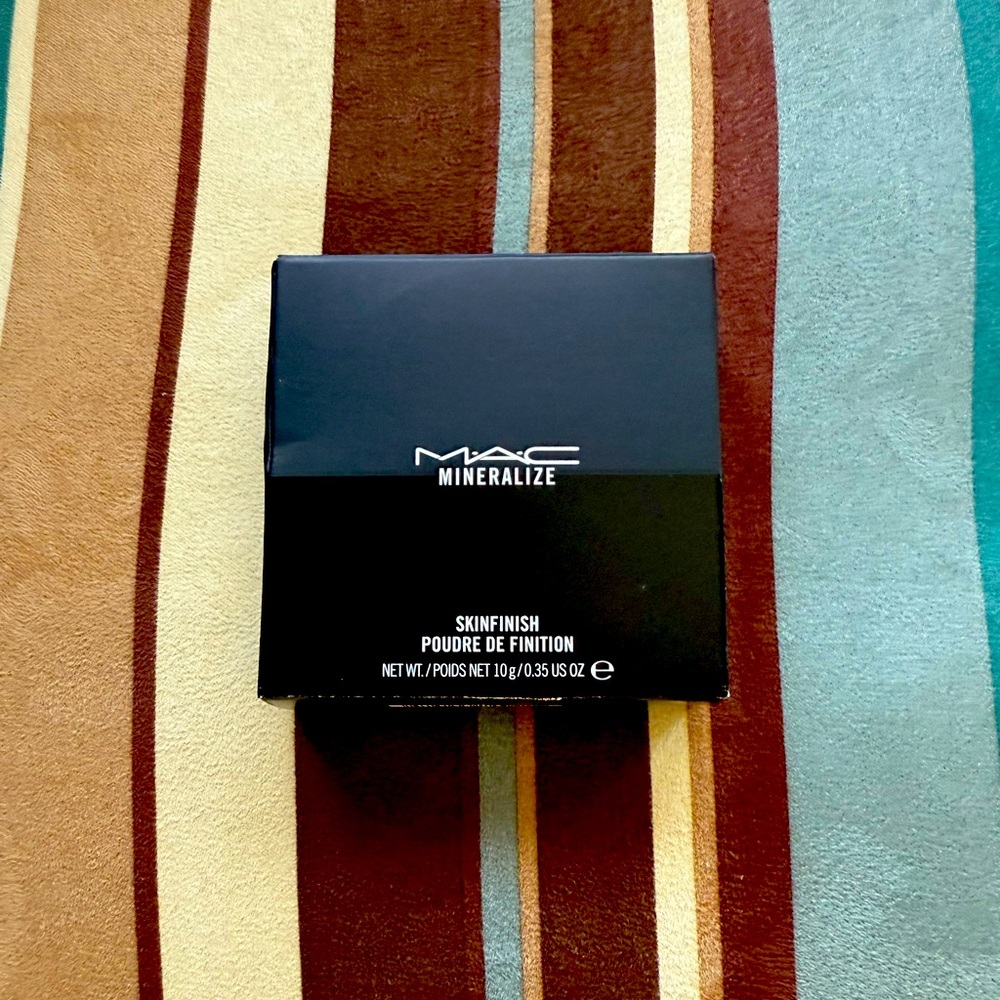 M·A·C
MINERALIZE
SKINFINISH
POUDRE DE FINITION
NET WT. / POIDS NET 10 g / 0.35 US OZ ℮